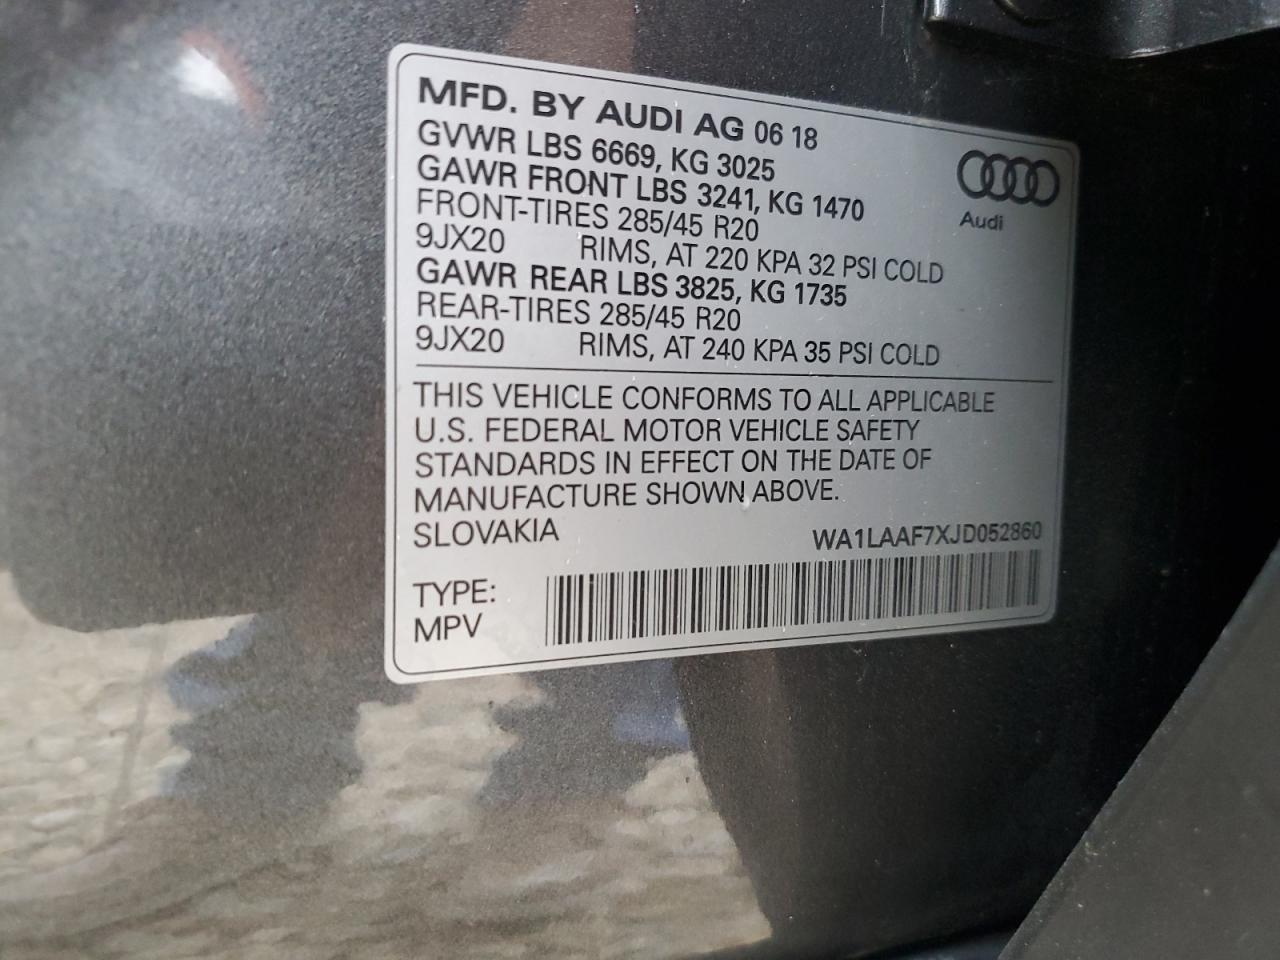 MFD. BY AUDI AG 06 18
GVWR LBS 6669, KG 3025
GAWR FRONT LBS 3241, KG 1470
FRONT-TIRES 285/45 R20
9JX20 RIMS, AT 220 KPA 32 PSI COLD
GAWR REAR LBS 3825, KG 1735
REAR-TIRES 285/45 R20
9JX20 RIMS, AT 240 KPA 35 PSI COLD
Audi
THIS VEHICLE CONFORMS TO ALL APPLICABLE
U.S. FEDERAL MOTOR VEHICLE SAFETY
STANDARDS IN EFFECT ON THE DATE OF
MANUFACTURE SHOWN ABOVE.
SLOVAKIA
WA1LAAF7XJD052860
TYPE:
MPV